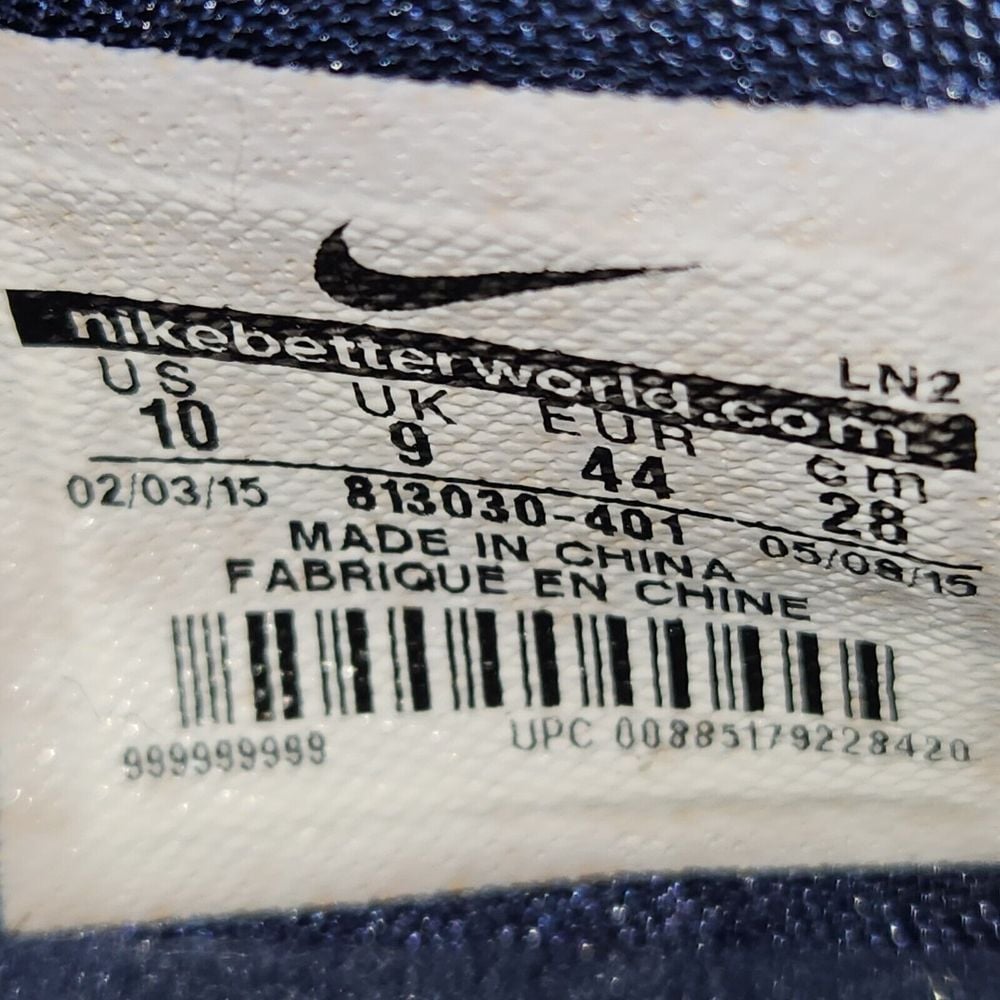 nikebetterworld.com
LN2
US UK EUR cm
10 9 44 28
02/03/15 813030-401 05/08/15
MADE IN CHINA
FABRIQUE EN CHINE
999999999 UPC 00885179228420